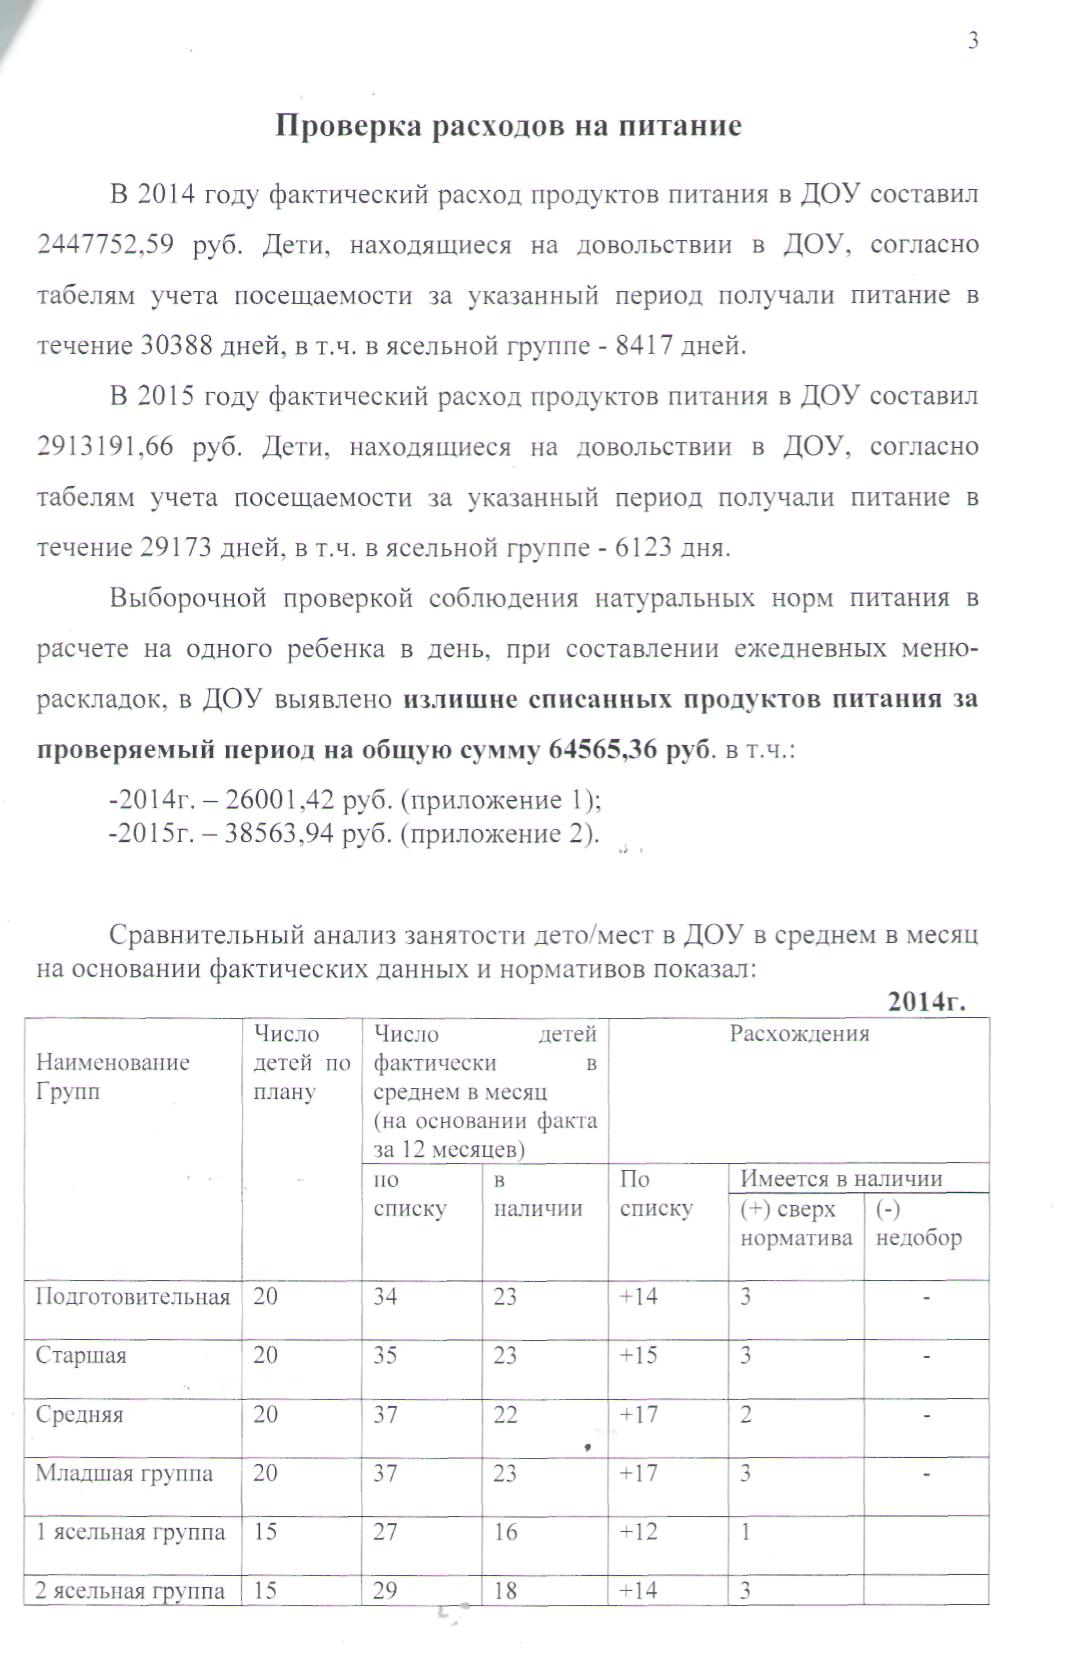 3
Проверка расходов на питание
В 2014 году фактический расход продуктов питания в ДОУ составил
2447752,59 руб. Дети, находящиеся на довольствии в ДОУ, согласно
табелям учета посещаемости за указанный период получали питание в
течение 30388 дней, в т.ч. в ясельной группе - 8417 дней.
В 2015 году фактический расход продуктов питания в ДОУ составил
2913191,66 руб. Дети, находящиеся на довольствии в ДОУ, согласно
табелям учета посещаемости за указанный период получали питание в
течение 29173 дней, в т.ч. в ясельной группе - 6123 дня.
Выборочной проверкой соблюдения натуральных норм питания в
расчете на одного ребенка в день, при составлении ежедневных меню-
раскладок, в ДОУ выявлено излишне списанных продуктов питания за
проверяемый период на общую сумму 64565,36 руб. в т.ч.:
-2014г. – 26001,42 руб. (приложение 1);
-2015г. – 38563,94 руб. (приложение 2).
Сравнительный анализ занятости дето/мест в ДОУ в среднем в месяц
на основании фактических данных и нормативов показал:
2014г.
Наименование
Групп
Число
детей по
плану
Число детей
фактически в
среднем в месяц
(на основании факта
за 12 месяцев)
Расхождения
по
списку
в
наличии
По
списку
Имеется в наличии
(+) сверх
норматива
(-)
недобор
Подготовительная 20 34 23 +14 3 -
Старшая 20 35 23 +15 3 -
Средняя 20 37 22 +17 2 -
Младшая группа 20 37 23 +17 3 -
1 ясельная группа 15 27 16 +12 1
2 ясельная группа 15 29 18 +14 3